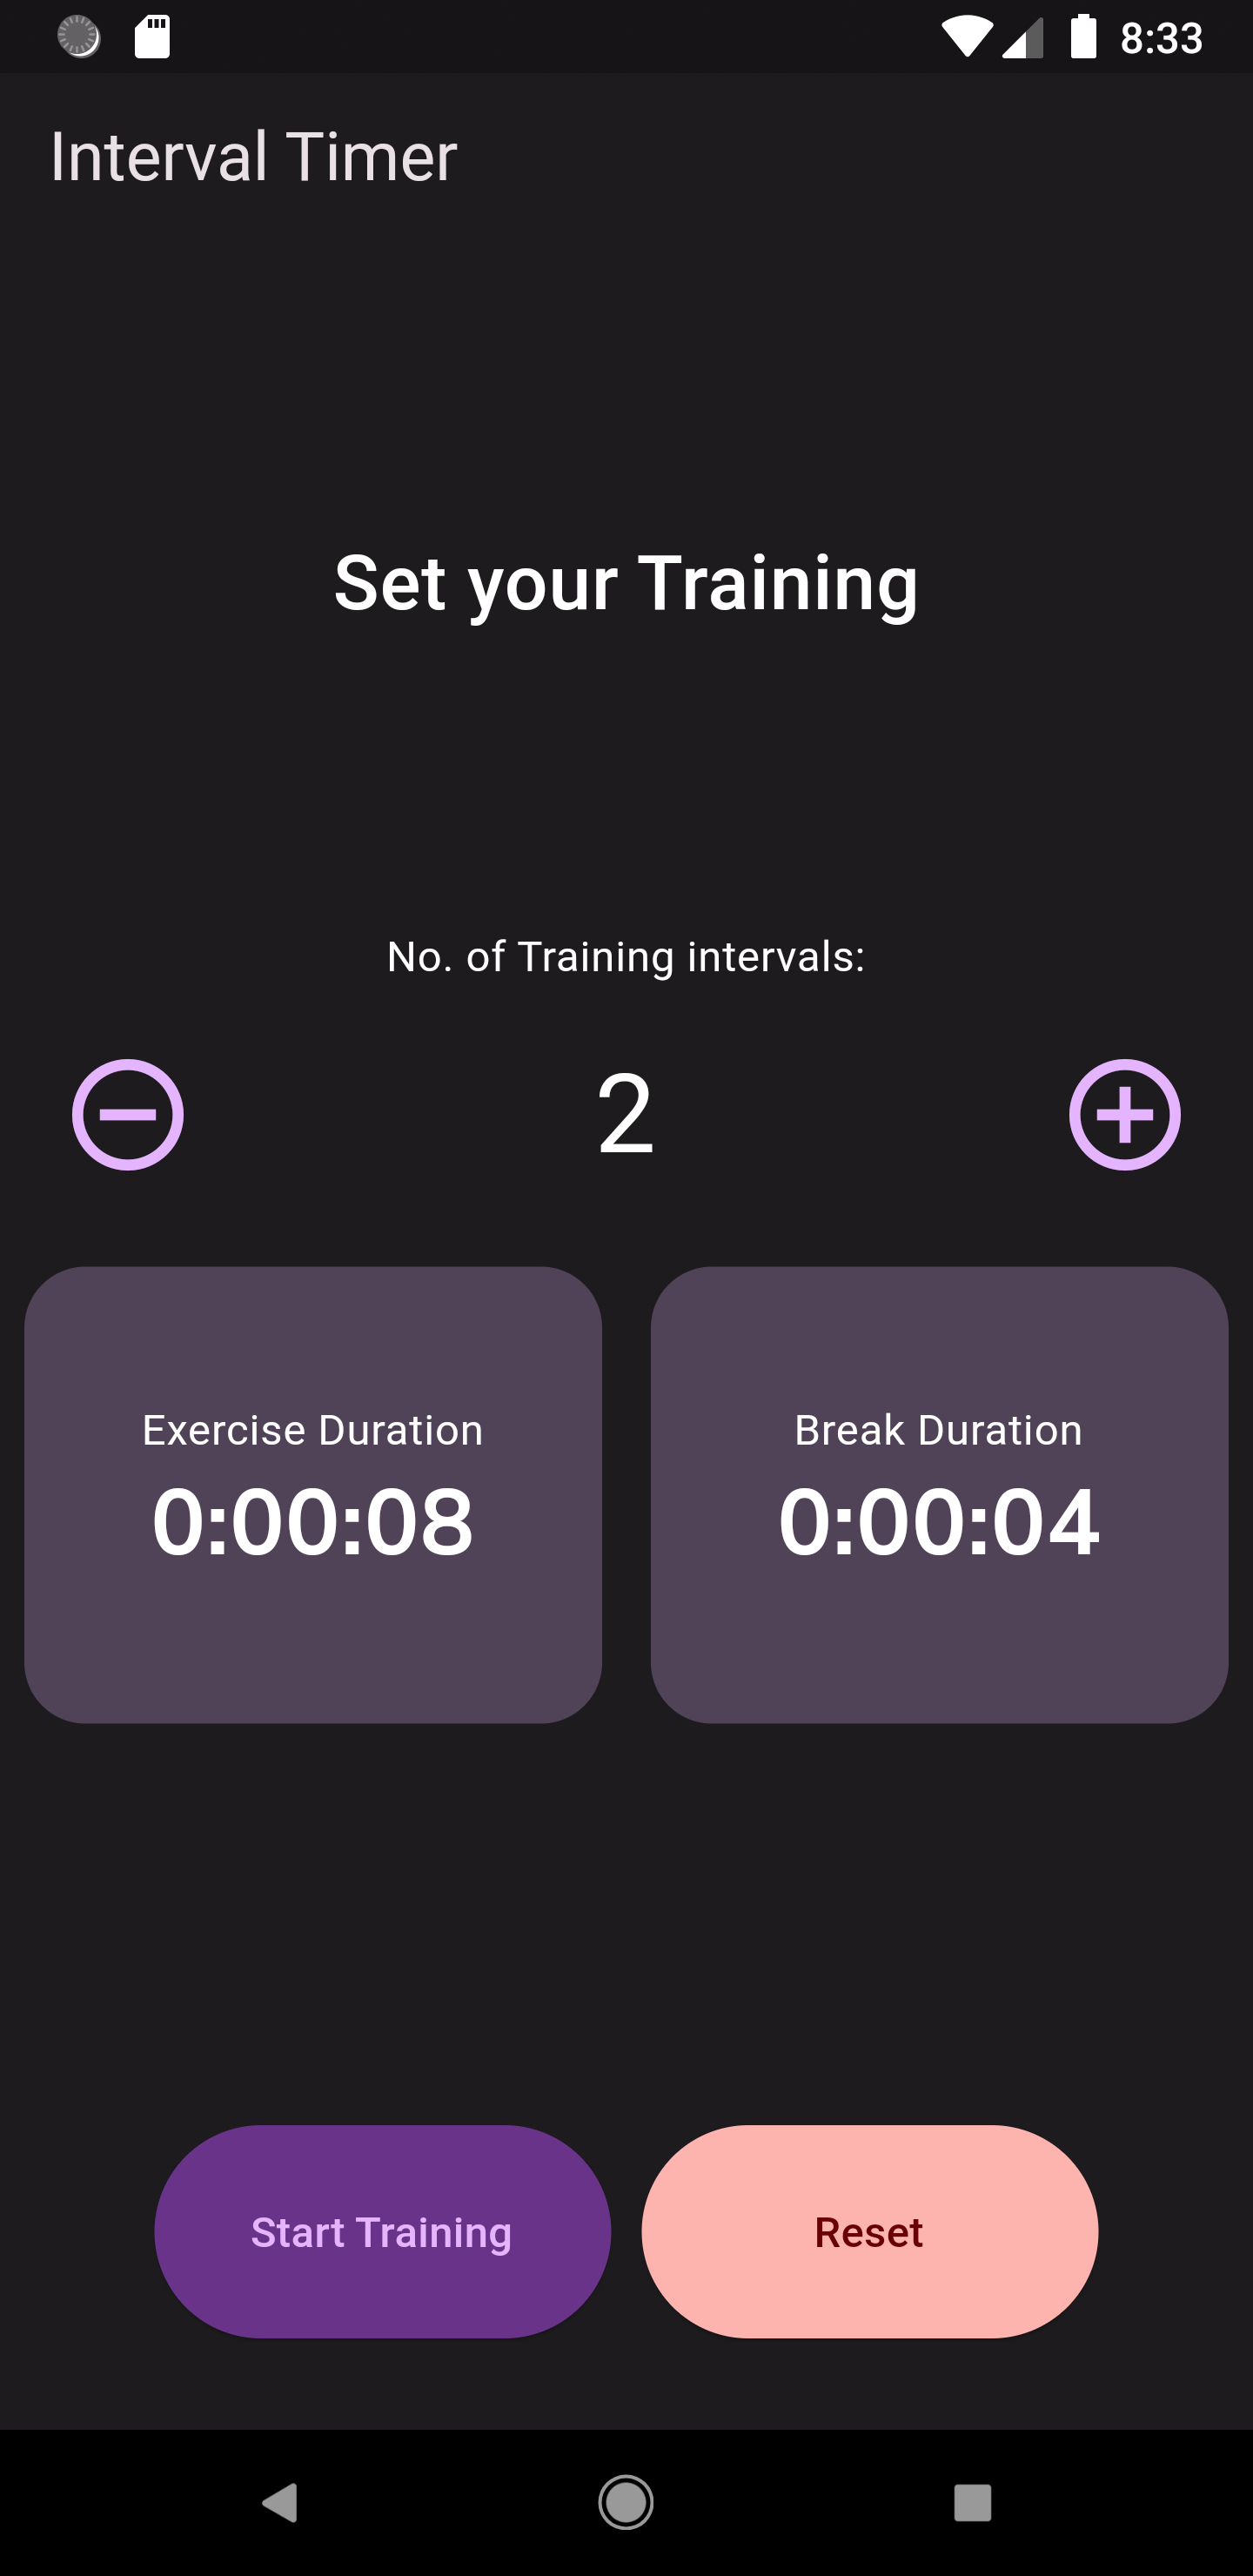 8:33
Interval Timer
Set your Training
No. of Training intervals:
2
Exercise Duration
0:00:08
Break Duration
0:00:04
Start Training
Reset